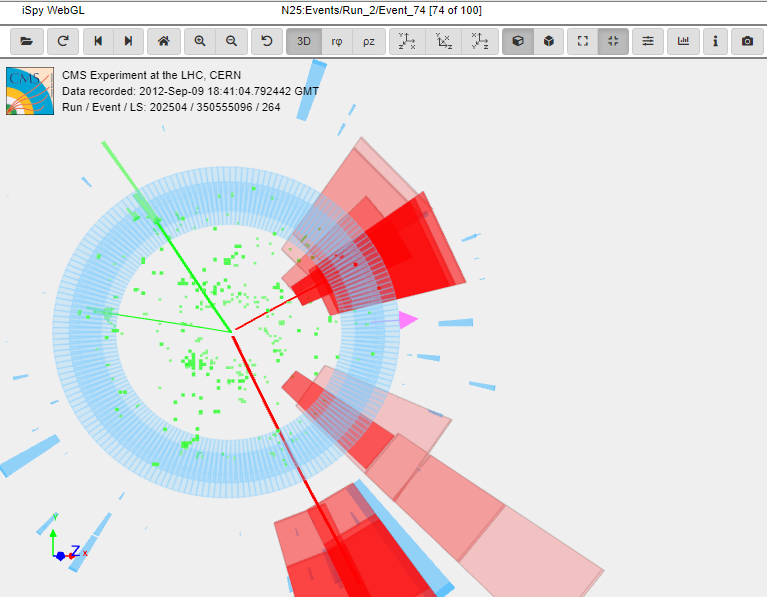 iSpy WebGL
N25:Events/Run_2/Event_74 [74 of 100]
3D
rφ
ρz
CMS
CMS Experiment at the LHC, CERN
Data recorded: 2012-Sep-09 18:41:04.792442 GMT
Run / Event / LS: 202504 / 350555096 / 264
Y
Z
X